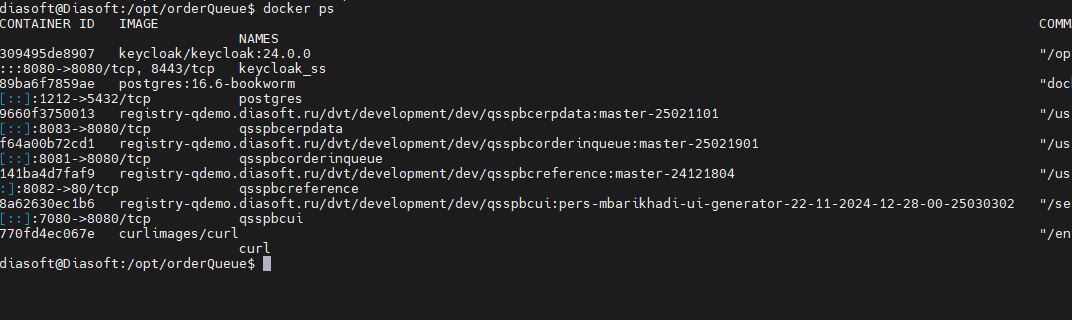 diasoft@Diasoft:/opt/orderQueue$ docker ps
CONTAINER ID   IMAGE   COMM
NAMES
309495de8907   keycloak/keycloak:24.0.0   "/op
:::8080->8080/tcp, 8443/tcp   keycloak_ss
89ba6f7859ae   postgres:16.6-bookworm   "doc
[::]:1212->5432/tcp   postgres
9660f3750013   registry-qdemo.diasoft.ru/dvt/development/dev/qsspbcerpdata:master-25021101   "/us
[::]:8083->8080/tcp   qsspbcerpdata
f64a00b72cd1   registry-qdemo.diasoft.ru/dvt/development/dev/qsspbcorderinqueue:master-25021901   "/us
[::]:8081->8080/tcp   qsspbcorderinqueue
141ba4d7faf9   registry-qdemo.diasoft.ru/dvt/development/dev/qsspbcreference:master-24121804   "/us
:]:8082->80/tcp   qsspbcreference
8a62630ec1b6   registry-qdemo.diasoft.ru/dvt/development/dev/qsspbcui:pers-mbarikhadi-ui-generator-22-11-2024-12-28-00-25030302   "/se
[::]:7080->8080/tcp   qsspbcui
770fd4ec067e   curlimages/curl   "/en
curl
diasoft@Diasoft:/opt/orderQueue$